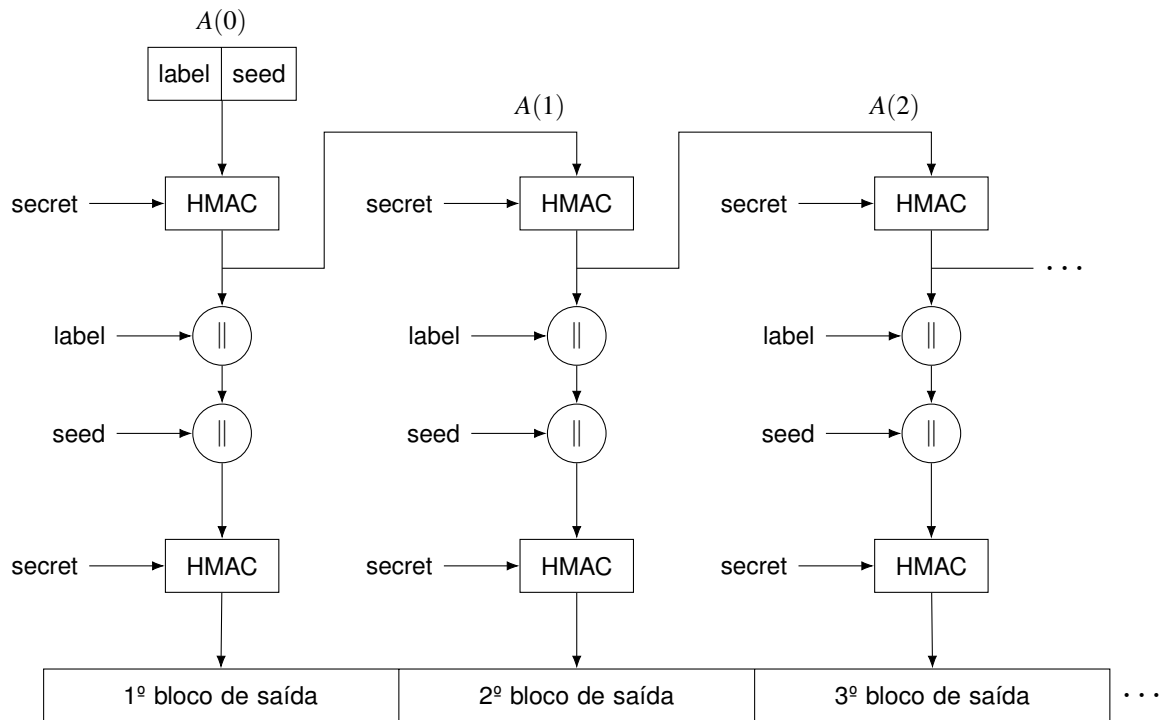 A(0)
label seed
A(1) A(2)
secret HMAC secret HMAC secret HMAC
···
label || label || label ||
seed || seed || seed ||
secret HMAC secret HMAC secret HMAC
1º bloco de saída 2º bloco de saída 3º bloco de saída ···